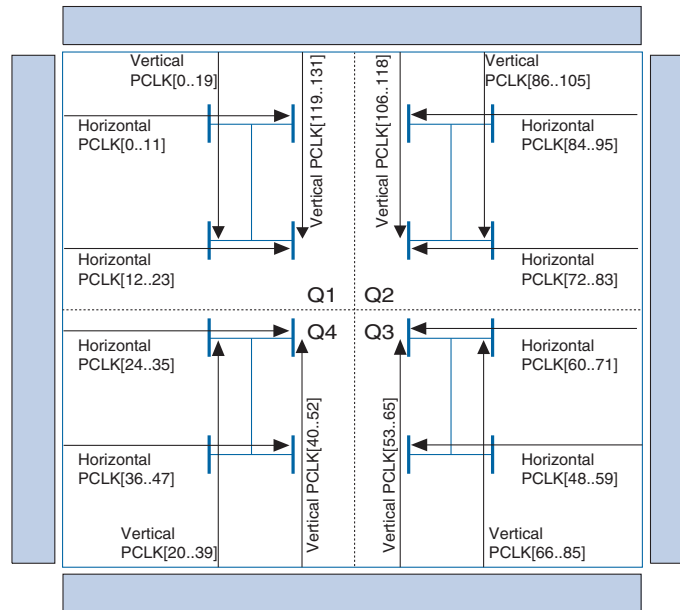 Vertical
PCLK[0..19]
Vertical PCLK[119..131]
Vertical PCLK[106..118]
Vertical
PCLK[86..105]
Horizontal
PCLK[0..11]
Horizontal
PCLK[84..95]
Horizontal
PCLK[12..23]
Horizontal
PCLK[72..83]
Q1
Q2
Q4
Q3
Horizontal
PCLK[24..35]
Horizontal
PCLK[60..71]
Vertical PCLK[40..52]
Vertical PCLK[53..65]
Horizontal
PCLK[36..47]
Horizontal
PCLK[48..59]
Vertical
PCLK[20..39]
Vertical
PCLK[66..85]